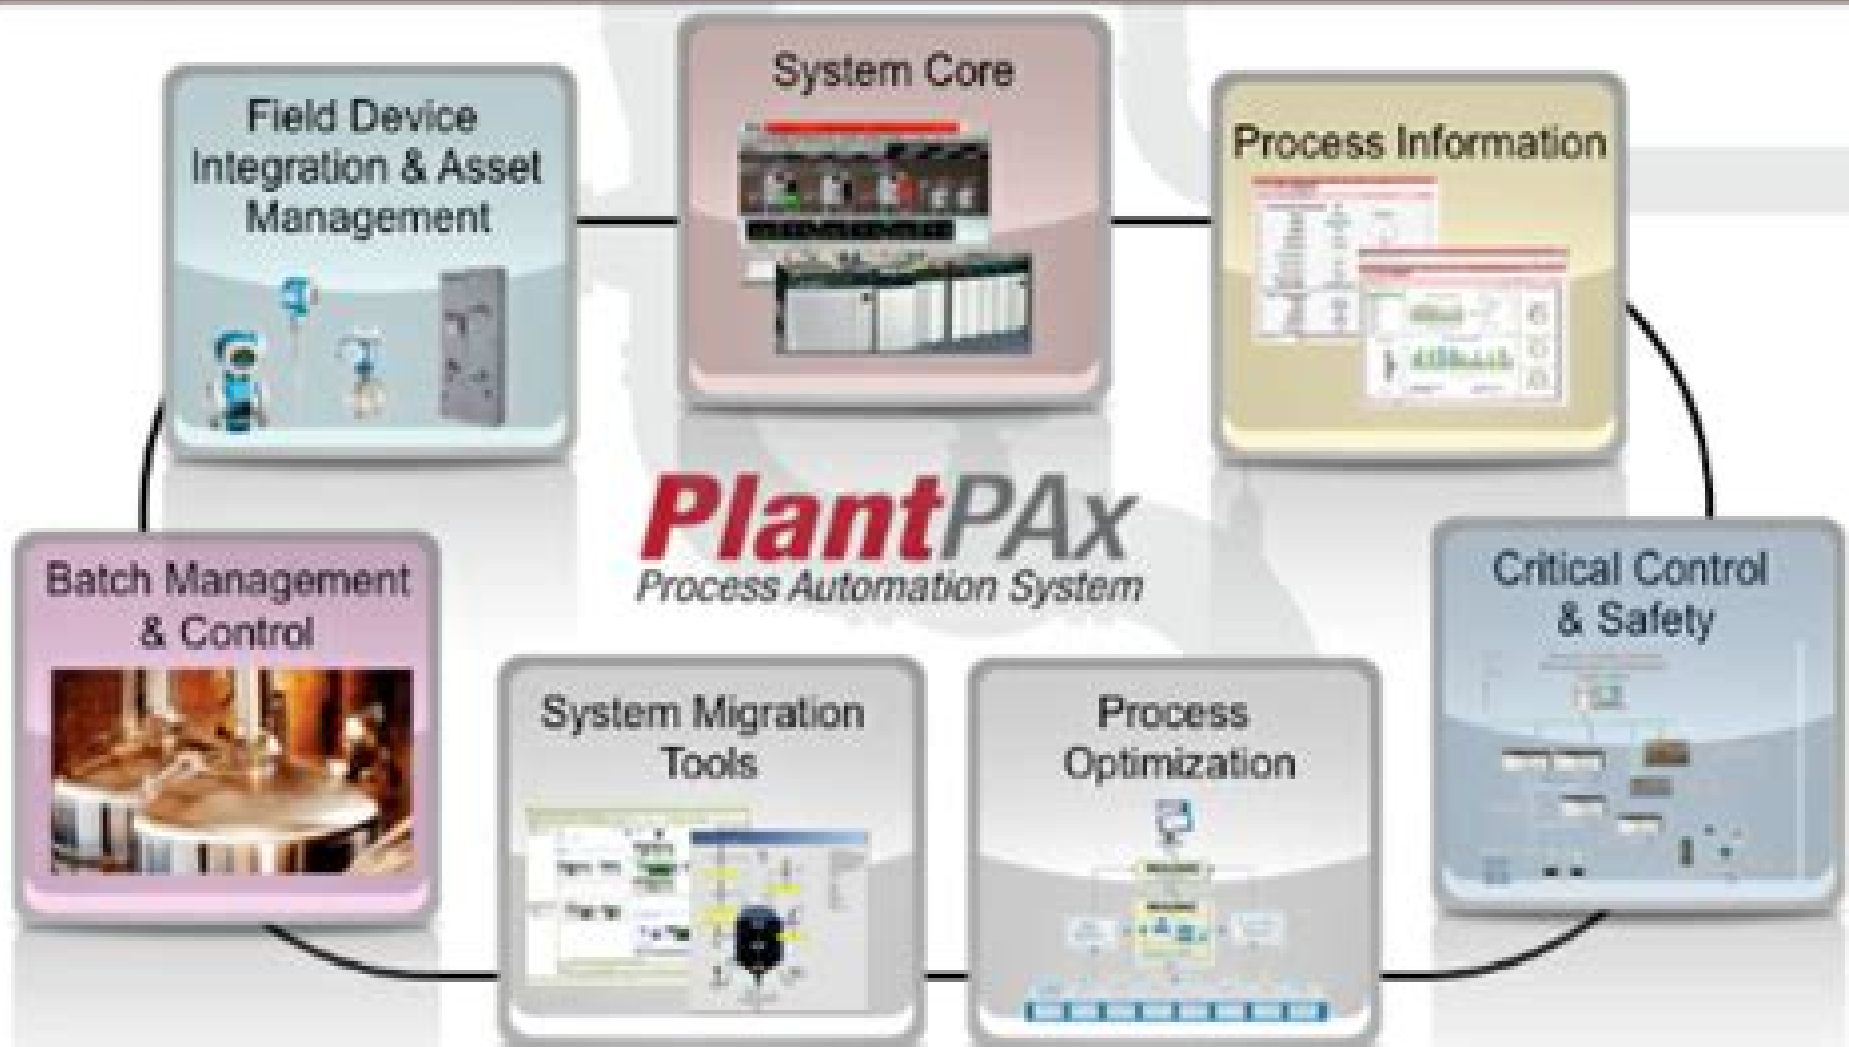 System Core
Field Device
Integration & Asset
Management
Process Information
PlantPAx
Process Automation System
Batch Management
& Control
Critical Control
& Safety
System Migration
Tools
Process
Optimization